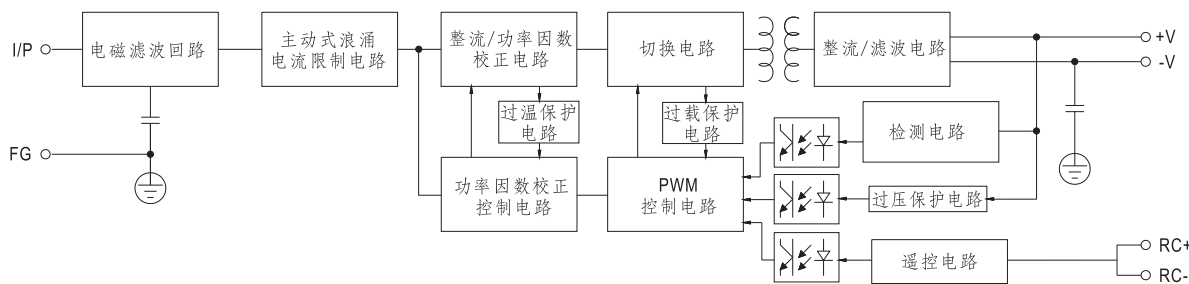 I/P
电磁滤波回路
主动式浪涌
电流限制电路
整流/功率因数
校正电路
切换电路
整流/滤波电路
+V
-V
过温保护
电路
过载保护
电路
检测电路
FG
功率因数校正
控制电路
PWM
控制电路
过压保护电路
遥控电路
RC+
RC-